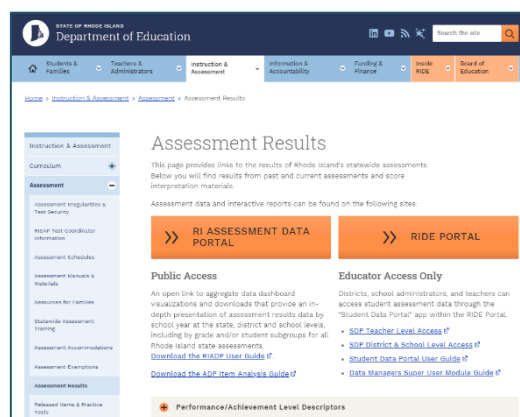 STATE OF RHODE ISLAND
Department of Education
Search the site
Students &
Families
Teachers &
Administrators
Instruction &
Assessment
Information &
Accountability
Funding &
Finance
Inside
RIDE
Board of
Education
Home » Instruction & Assessment » Assessment » Assessment Results
Instruction & Assessment
Curriculum
Assessment
Assessment Irregularities &
Test Security
RICAP Test Coordinator
Information
Assessment Schedules
Assessment Manuals &
Materials
Resources for Families
Statewide Assessment
Training
Assessment Accommodations
Assessment Exemptions
Assessment Results
Released Items & Practice
Tests
Assessment Results
This page provides links to the results of Rhode Island's statewide assessments.
Below you will find results from past and current assessments and score
interpretation materials.
Assessment data and interactive reports can be found on the following sites:
RI ASSESSMENT DATA
PORTAL
RIDE PORTAL
Public Access
An open link to aggregate data dashboard
visualizations and downloads that provide an in-
depth presentation of assessment results data by
school year at the state, district and school levels,
including by grade and/or student subgroups for all
Rhode Island state assessments.
Download the RIADP User Guide
Download the ADP Item Analysis Guide
Educator Access Only
Districts, school administrators, and teachers can
access student assessment data through the
"Student Data Portal" app within the RIDE Portal.
• SDP Teacher Level Access
• SDP District & School Level Access
• Student Data Portal User Guide
• Data Managers Super User Module Guide
Performance/Achievement Level Descriptors